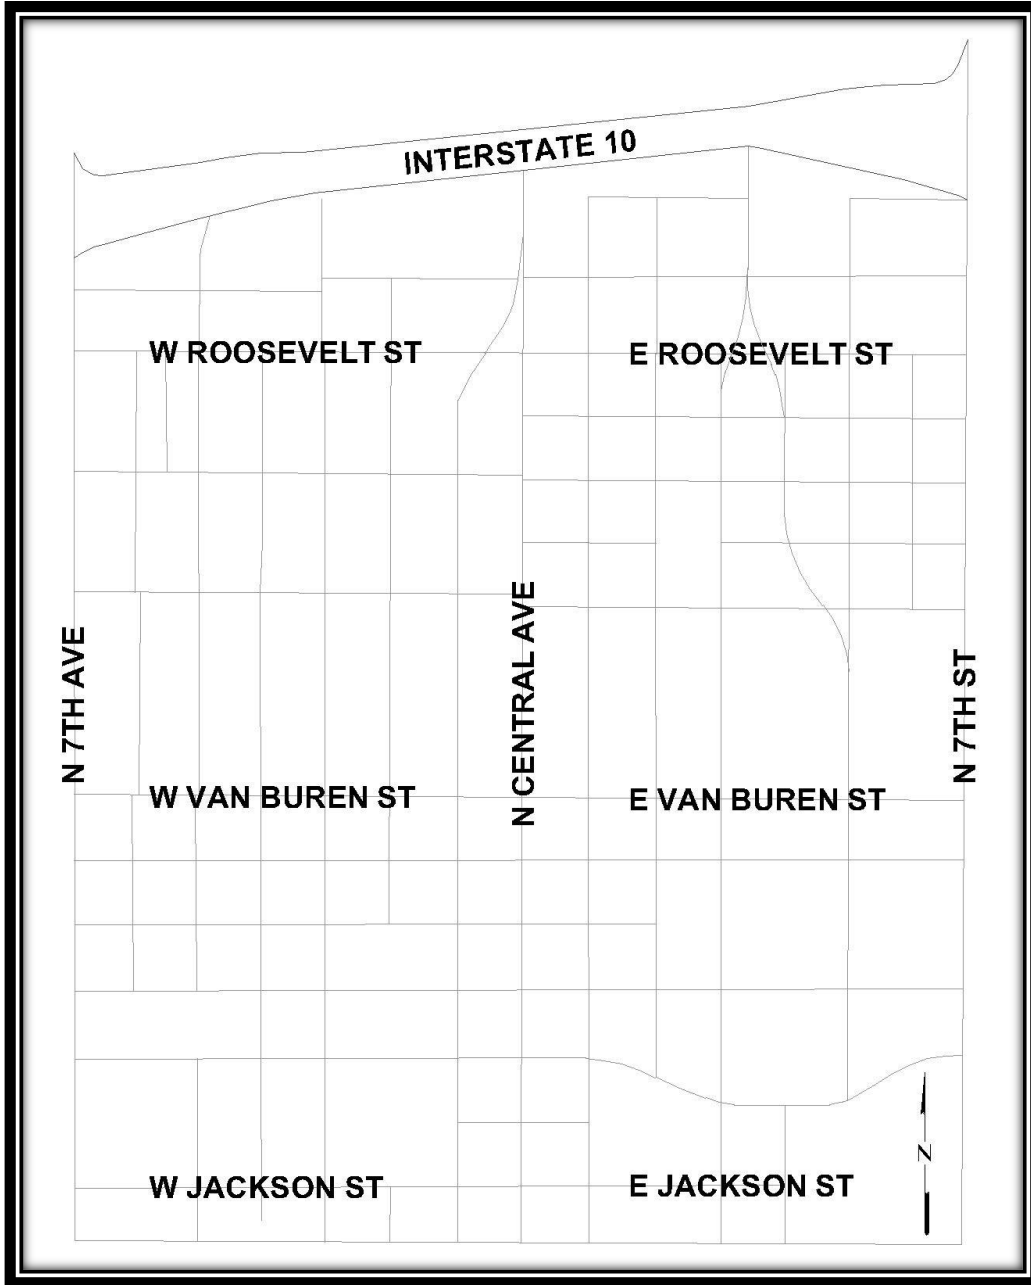 INTERSTATE 10
W ROOSEVELT ST
E ROOSEVELT ST
N 7TH AVE
N CENTRAL AVE
N 7TH ST
W VAN BUREN ST
E VAN BUREN ST
N
W JACKSON ST
E JACKSON ST